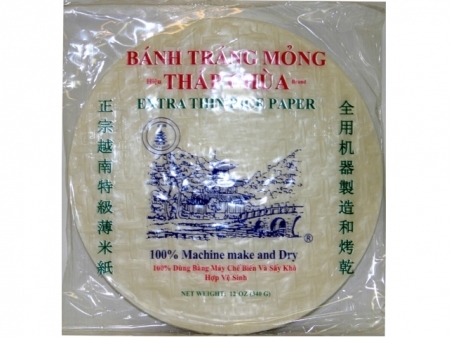 BÁNH TRÁNG MỎNG
Hiệu THÁP CHÙA Brand
EXTRA THIN RICE PAPER
正宗越南特級薄米紙
全用机器製造和烤乾
®
100% Machine make and Dry
100% Dùng Bằng Máy Chế Biến Và Sấy Khô
Hợp Vệ Sinh
NET WEIGHT: 12 OZ (340 G)